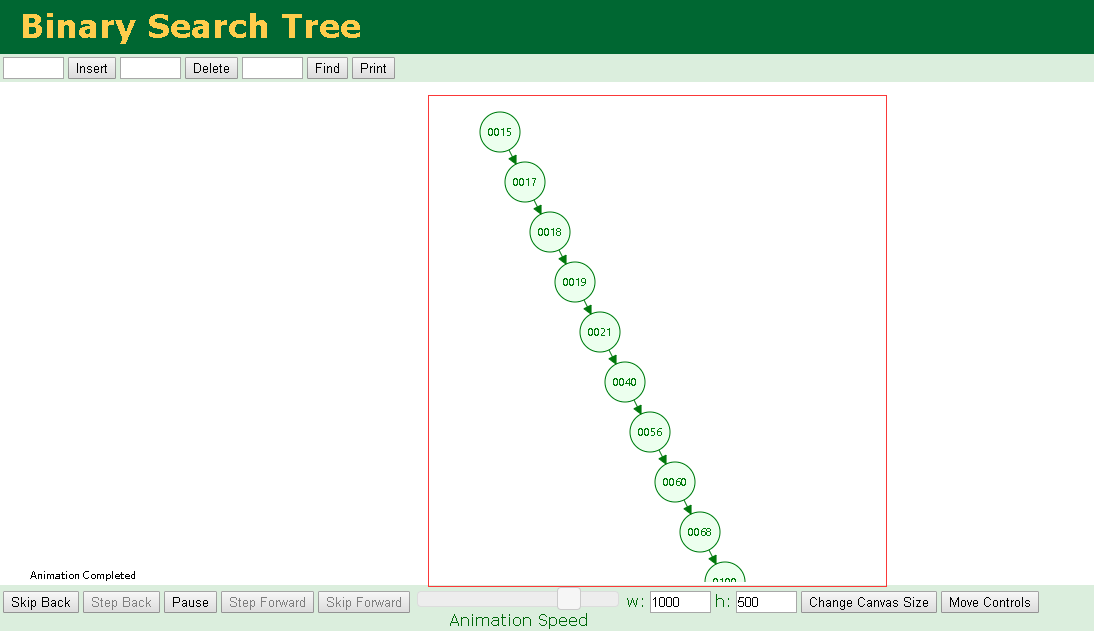 Binary Search Tree
Insert Delete Find Print
0015
0017
0018
0019
0021
0040
0056
0060
0068
Animation Completed
Skip Back Step Back Pause Step Forward Skip Forward w: 1000 h: 500 Change Canvas Size Move Controls
Animation Speed